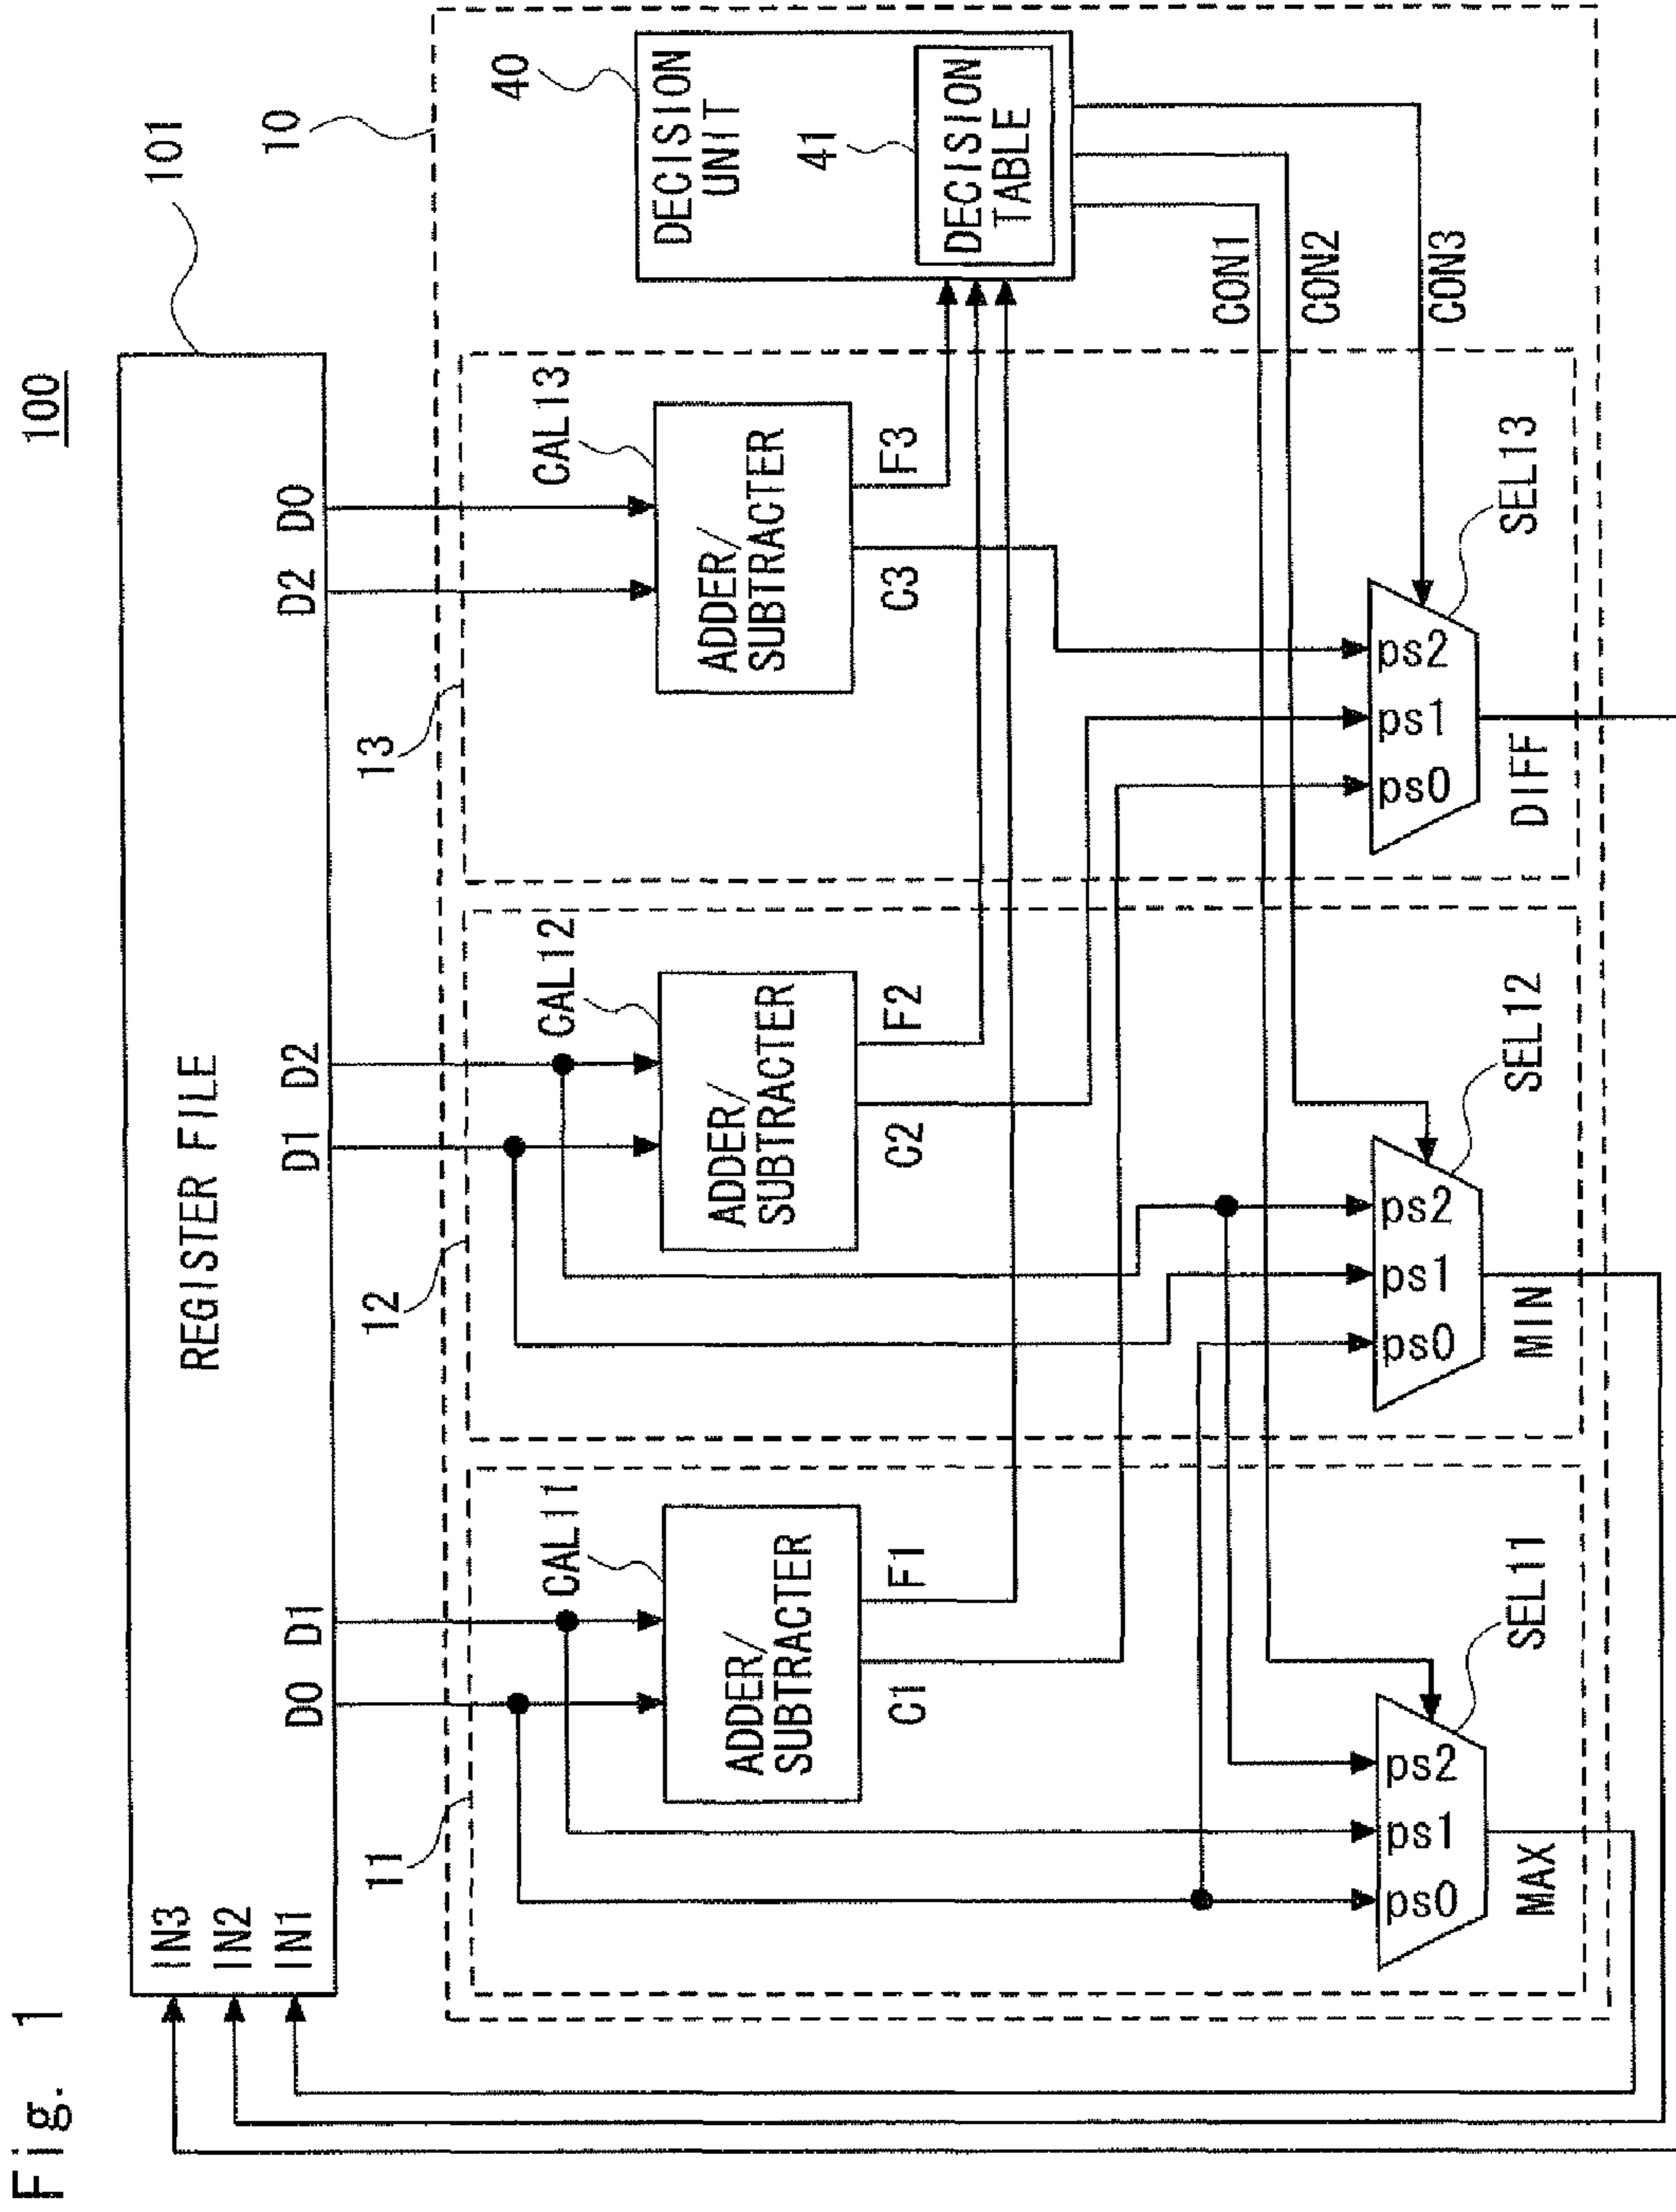 Fig. 1
100
101
REGISTER FILE
IN3
IN2
IN1
D0
D1
D1
D2
D2
D0
10
11
CAL11
ADDER/
SUBTRACTER
C1
F1
12
CAL12
ADDER/
SUBTRACTER
C2
F2
13
CAL13
ADDER/
SUBTRACTER
C3
F3
40
DECISION
UNIT
41
DECISION
TABLE
CON1
CON2
CON3
ps0
ps1
ps2
SEL11
MAX
ps0
ps1
ps2
SEL12
MIN
ps0
ps1
ps2
SEL13
DIFF